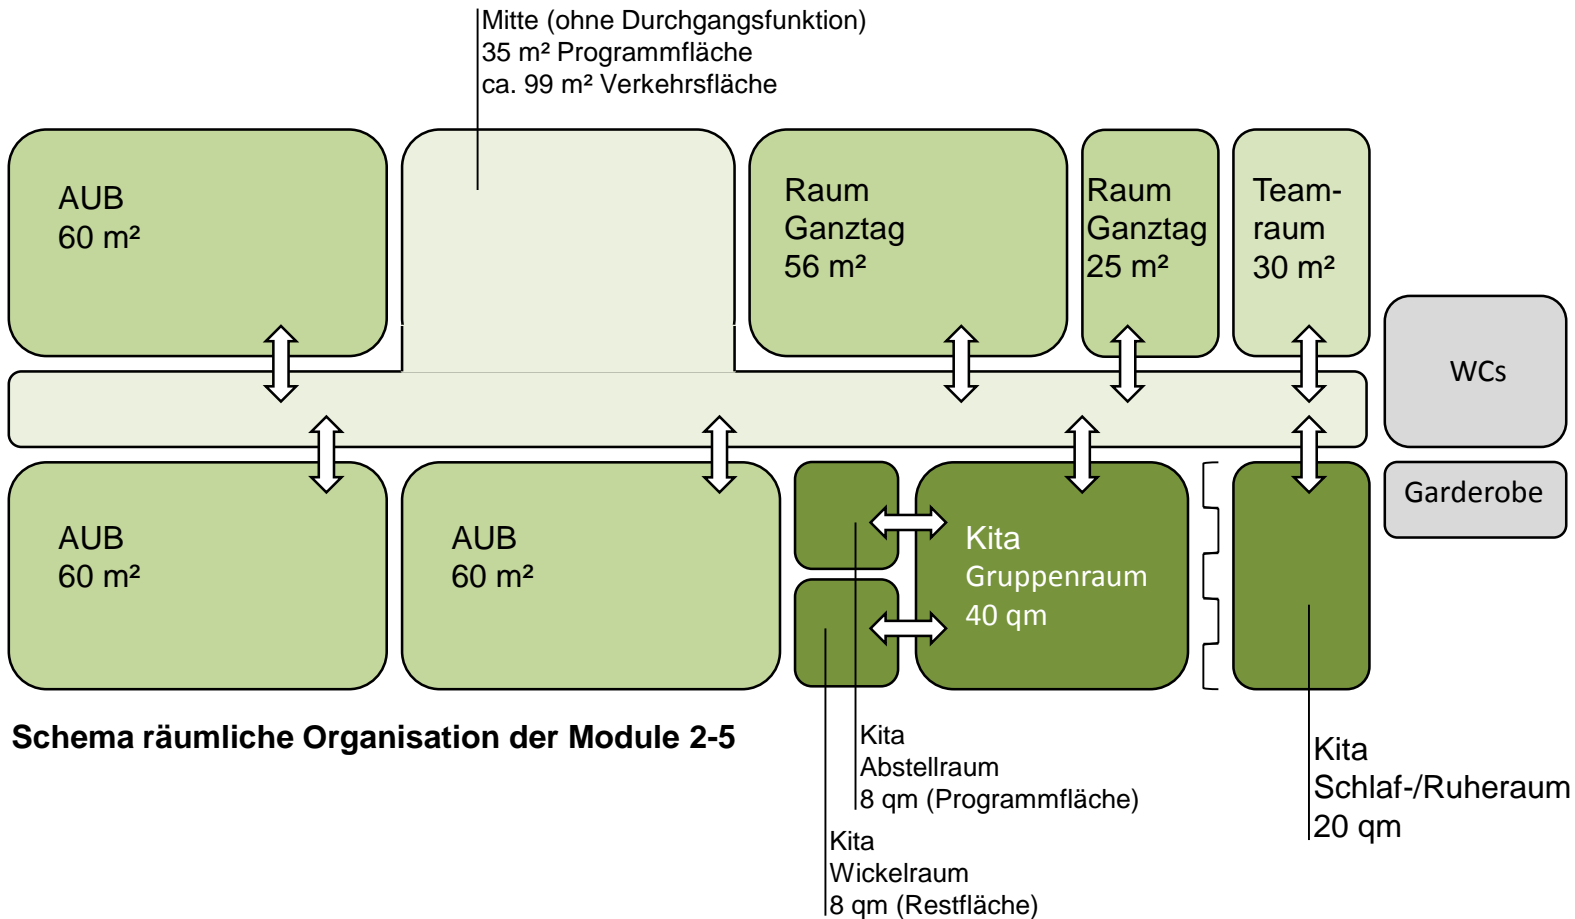 Mitte (ohne Durchgangsfunktion)
35 m² Programmfläche
ca. 99 m² Verkehrsfläche
AUB
60 m²
Raum
Ganztag
56 m²
Raum
Ganztag
25 m²
Team-
raum
30 m²
WCs
AUB
60 m²
AUB
60 m²
Kita
Gruppenraum
40 qm
Garderobe
Schema räumliche Organisation der Module 2-5
Kita
Abstellraum
8 qm (Programmfläche)
Kita
Wickelraum
8 qm (Restfläche)
Kita
Schlaf-/Ruheraum
20 qm